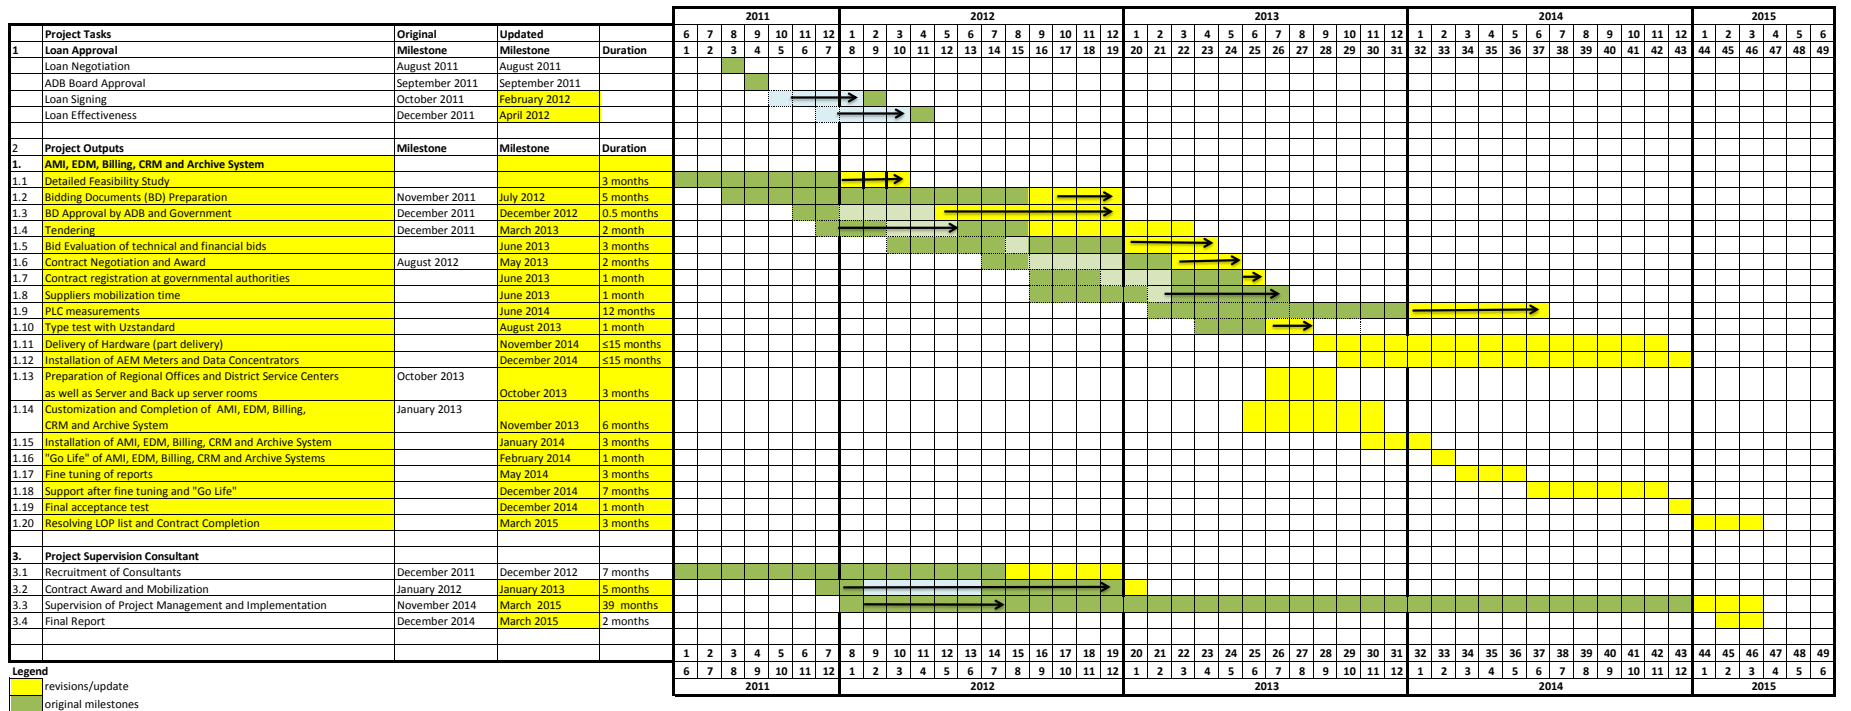 2011 2012 2013 2014 2015
Project Tasks Original Updated 6 7 8 9 10 11 12 1 2 3 4 5 6 7 8 9 10 11 12 1 2 3 4 5 6 7 8 9 10 11 12 1 2 3 4 5 6 7 8 9 10 11 12 1 2 3 4 5 6
1 Loan Approval Milestone Milestone Duration 1 2 3 4 5 6 7 8 9 10 11 12 13 14 15 16 17 18 19 20 21 22 23 24 25 26 27 28 29 30 31 32 33 34 35 36 37 38 39 40 41 42 43 44 45 46 47 48 49
Loan Negotiation August 2011 August 2011
ADB Board Approval September 2011 September 2011
Loan Signing October 2011 February 2012
Loan Effectiveness December 2011 April 2012
2 Project Outputs Milestone Milestone Duration
1. AMI, EDM, Billing, CRM and Archive System
1.1 Detailed Feasibility Study 3 months
1.2 Bidding Documents (BD) Preparation November 2011 July 2012 5 months
1.3 BD Approval by ADB and Government December 2011 December 2012 0.5 months
1.4 Tendering December 2011 March 2013 2 month
1.5 Bid Evaluation of technical and financial bids June 2013 3 months
1.6 Contract Negotiation and Award August 2012 May 2013 2 months
1.7 Contract registration at governmental authorities June 2013 1 month
1.8 Suppliers mobilization time June 2013 1 month
1.9 PLC measurements June 2014 12 months
1.10 Type test with Uzstandard August 2013 1 month
1.11 Delivery of Hardware (part delivery) November 2014 ≤15 months
1.12 Installation of AEM Meters and Data Concentrators December 2014 ≤15 months
1.13 Preparation of Regional Offices and District Service Centers October 2013
as well as Server and Back up server rooms October 2013 3 months
1.14 Customization and Completion of AMI, EDM, Billing, January 2013
CRM and Archive System November 2013 6 months
1.15 Installation of AMI, EDM, Billing, CRM and Archive System January 2014 3 months
1.16 "Go Life" of AMI, EDM, Billing, CRM and Archive Systems February 2014 1 month
1.17 Fine tuning of reports May 2014 3 months
1.18 Support after fine tuning and "Go Life" December 2014 7 months
1.19 Final acceptance test December 2014 1 month
1.20 Resolving LOP list and Contract Completion March 2015 3 months
3. Project Supervision Consultant
3.1 Recruitment of Consultants December 2011 December 2012 7 months
3.2 Contract Award and Mobilization January 2012 January 2013 5 months
3.3 Supervision of Project Management and Implementation November 2014 March 2015 39 months
3.4 Final Report December 2014 March 2015 2 months
1 2 3 4 5 6 7 8 9 10 11 12 13 14 15 16 17 18 19 20 21 22 23 24 25 26 27 28 29 30 31 32 33 34 35 36 37 38 39 40 41 42 43 44 45 46 47 48 49
Legend 6 7 8 9 10 11 12 1 2 3 4 5 6 7 8 9 10 11 12 1 2 3 4 5 6 7 8 9 10 11 12 1 2 3 4 5 6 7 8 9 10 11 12 1 2 3 4 5 6
revisions/update 2011 2012 2013 2014 2015
original milestones